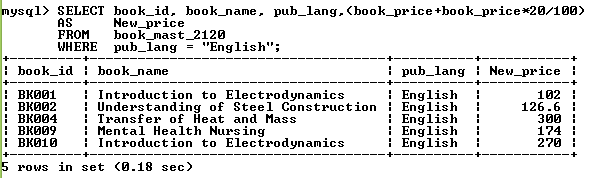 mysql> SELECT book_id, book_name, pub_lang,(book_price+book_price*20/100)
AS New_price
FROM book_mast_2120
WHERE pub_lang = "English";
+---------+------------------------------------+----------+-----------+
| book_id | book_name | pub_lang | New_price |
+---------+------------------------------------+----------+-----------+
| BK001 | Introduction to Electrodynamics | English | 102 |
| BK002 | Understanding of Steel Construction | English | 126.6 |
| BK004 | Transfer of Heat and Mass | English | 300 |
| BK009 | Mental Health Nursing | English | 174 |
| BK010 | Introduction to Electrodynamics | English | 270 |
+---------+------------------------------------+----------+-----------+
5 rows in set (0.18 sec)